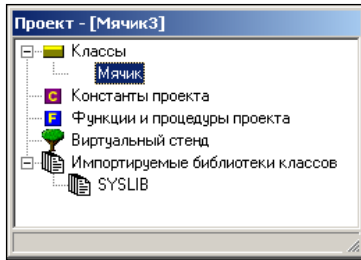 Проект - [Мячик3]
Классы
Мячик
C Константы проекта
F Функции и процедуры проекта
Виртуальный стенд
Импортируемые библиотеки классов
SYSLIB